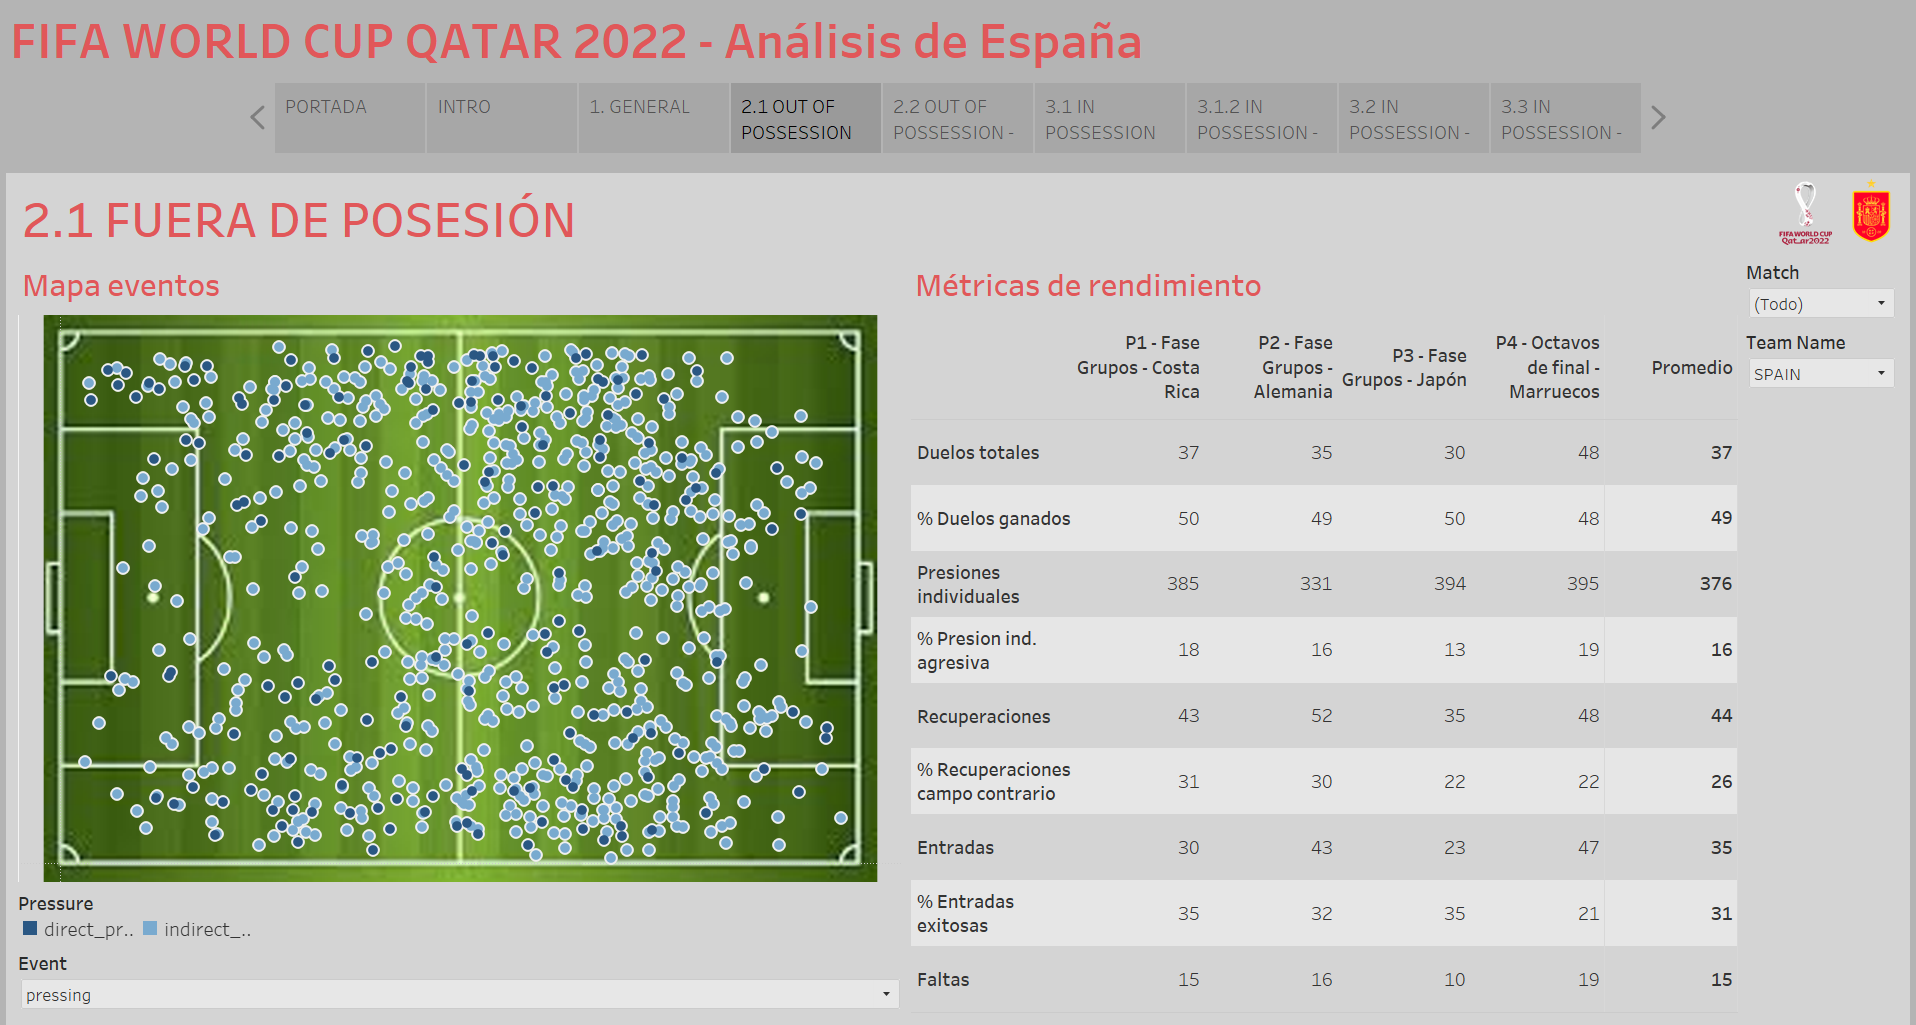 FIFA WORLD CUP QATAR 2022 - Análisis de España
PORTADA
INTRO
1. GENERAL
2.1 OUT OF
POSSESSION
2.2 OUT OF
POSSESSION -
3.1 IN
POSSESSION
3.1.2 IN
POSSESSION -
3.2 IN
POSSESSION -
3.3 IN
POSSESSION -
2.1 FUERA DE POSESIÓN
FIFA WORLD CUP
Qatar2022
Mapa eventos
Métricas de rendimiento
Match
(Todo)
Team Name
SPAIN
P1 - Fase
Grupos - Costa
Rica
P2 - Fase
Grupos -
Alemania
P3 - Fase
Grupos - Japón
P4 - Octavos
de final -
Marruecos
Promedio
Duelos totales 37 35 30 48 37
% Duelos ganados 50 49 50 48 49
Presiones
individuales 385 331 394 395 376
% Presion ind.
agresiva 18 16 13 19 16
Recuperaciones 43 52 35 48 44
% Recuperaciones
campo contrario 31 30 22 22 26
Entradas 30 43 23 47 35
% Entradas
exitosas 35 32 35 21 31
Faltas 15 16 10 19 15
Pressure
direct_pr.. indirect_..
Event
pressing